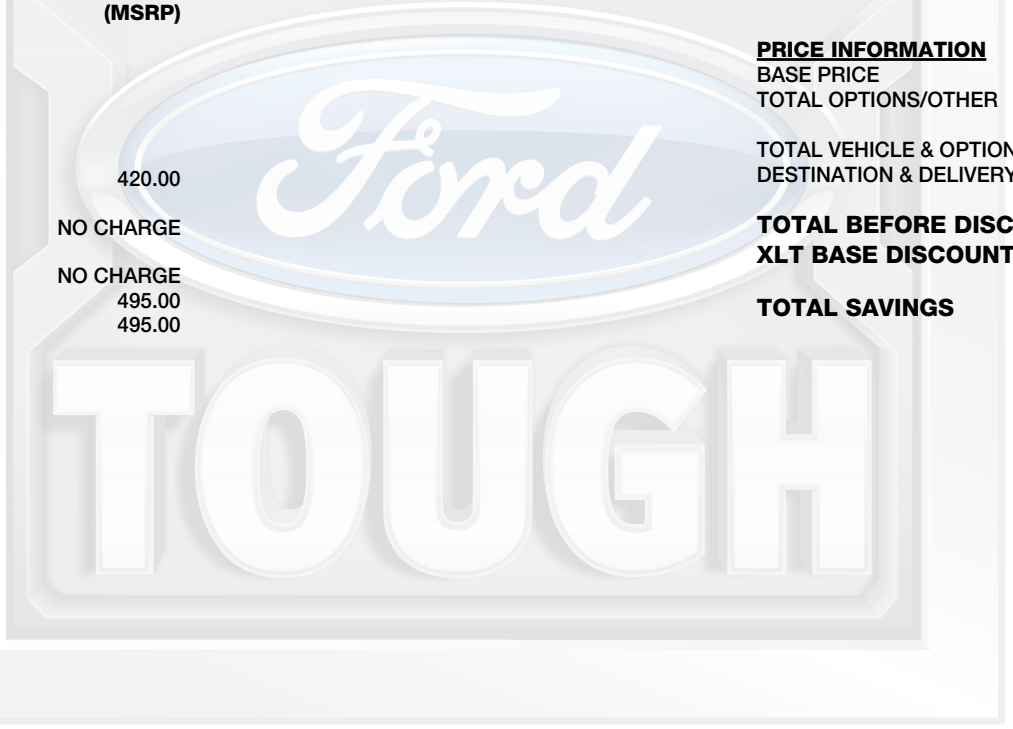 (MSRP)
420.00
NO CHARGE
NO CHARGE
495.00
495.00
PRICE INFORMATION
BASE PRICE
TOTAL OPTIONS/OTHER
TOTAL VEHICLE & OPTION
DESTINATION & DELIVERY
TOTAL BEFORE DISC
XLT BASE DISCOUNT
TOTAL SAVINGS
Ford
TOUGH